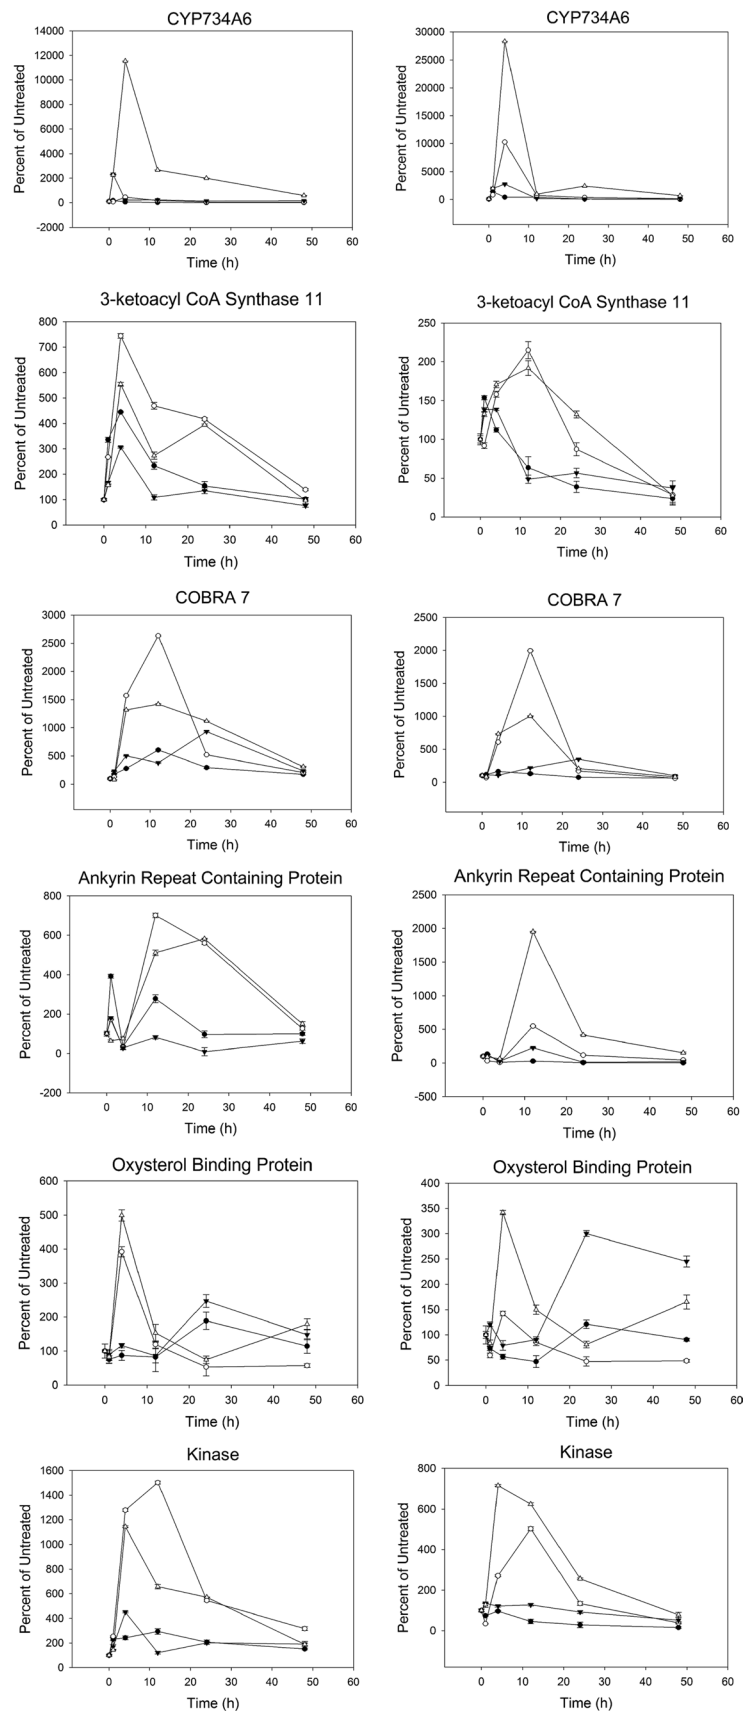 CYP734A6
14000
12000
10000
8000
6000
4000
2000
0
-2000
Percent of Untreated
0 10 20 30 40 50 60
Time (h)
CYP734A6
30000
25000
20000
15000
10000
5000
0
Percent of Untreated
0 10 20 30 40 50 60
Time (h)
3-ketoacyl CoA Synthase 11
800
700
600
500
400
300
200
100
0
Percent of Untreated
0 10 20 30 40 50 60
Time (h)
3-ketoacyl CoA Synthase 11
250
200
150
100
50
0
Percent of Untreated
0 10 20 30 40 50 60
Time (h)
COBRA 7
3000
2500
2000
1500
1000
500
0
Percent of Untreated
0 10 20 30 40 50 60
Time (h)
COBRA 7
2500
2000
1500
1000
500
0
Percent of Untreated
0 10 20 30 40 50 60
Time (h)
Ankyrin Repeat Containing Protein
800
600
400
200
0
-200
Percent of Untreated
0 10 20 30 40 50 60
Time (h)
Ankyrin Repeat Containing Protein
2500
2000
1500
1000
500
0
-500
Percent of Untreated
0 10 20 30 40 50 60
Time (h)
Oxysterol Binding Protein
600
500
400
300
200
100
0
Percent of Untreated
0 10 20 30 40 50 60
Time (h)
Oxysterol Binding Protein
400
350
300
250
200
150
100
50
0
Percent of Untreated
0 10 20 30 40 50 60
Time (h)
Kinase
1600
1400
1200
1000
800
600
400
200
0
Percent of Untreated
0 10 20 30 40 50 60
Time (h)
Kinase
800
600
400
200
0
Percent of Untreated
0 10 20 30 40 50 60
Time (h)